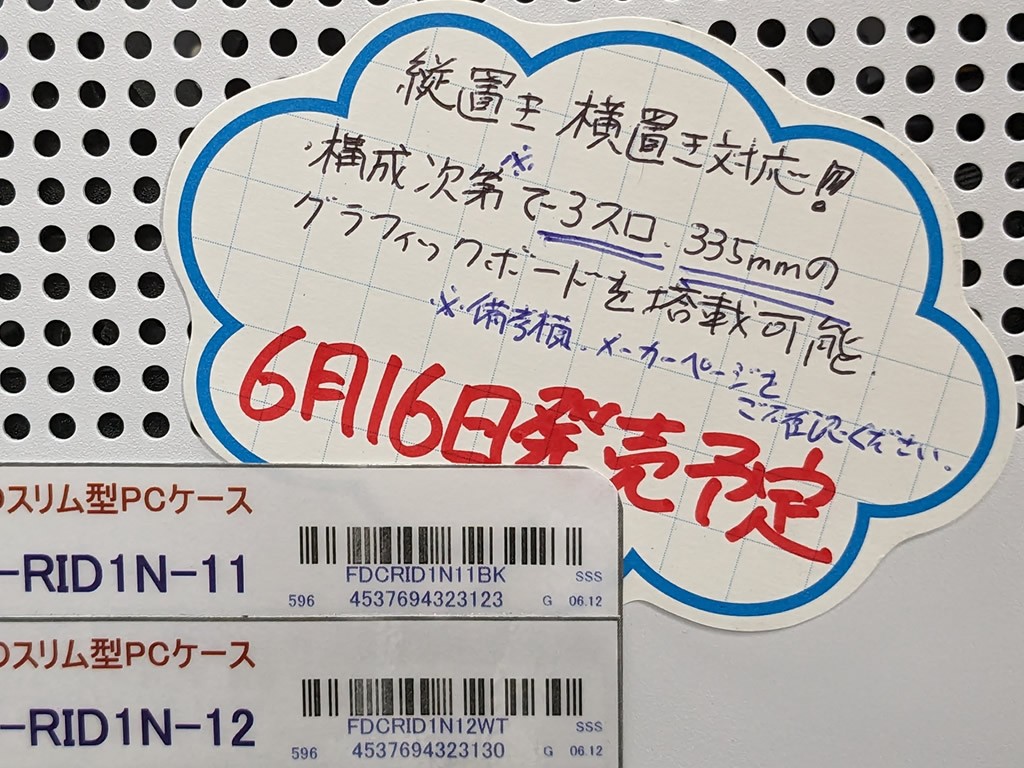 縦置き 横置き対応!!
・構成次第※で3スロ、335mmの
グラフィックボードを搭載可能。
※備考欄、メーカーページを
ご確認ください。
6月16日発売予定
のスリム型PCケース
-RID1N-11
FDCRID1N11BK
SSS
596
4537694323123
G
06.12
のスリム型PCケース
-RID1N-12
FDCRID1N12WT
SSS
596
4537694323130
G
06.12